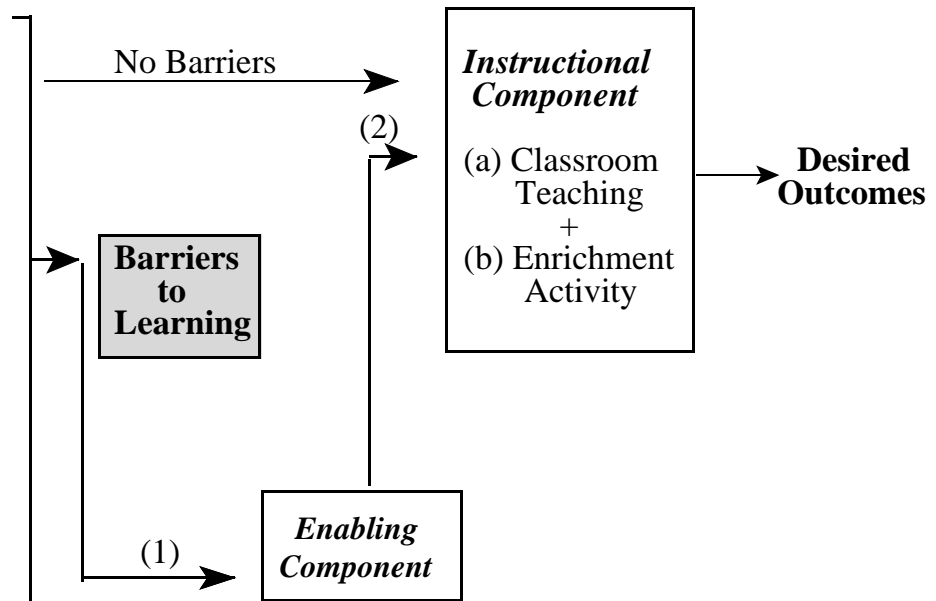 No Barriers
Instructional
Component
(2)
(a) Classroom
Teaching
+
(b) Enrichment
Activity
Desired
Outcomes
Barriers
to
Learning
(1)
Enabling
Component